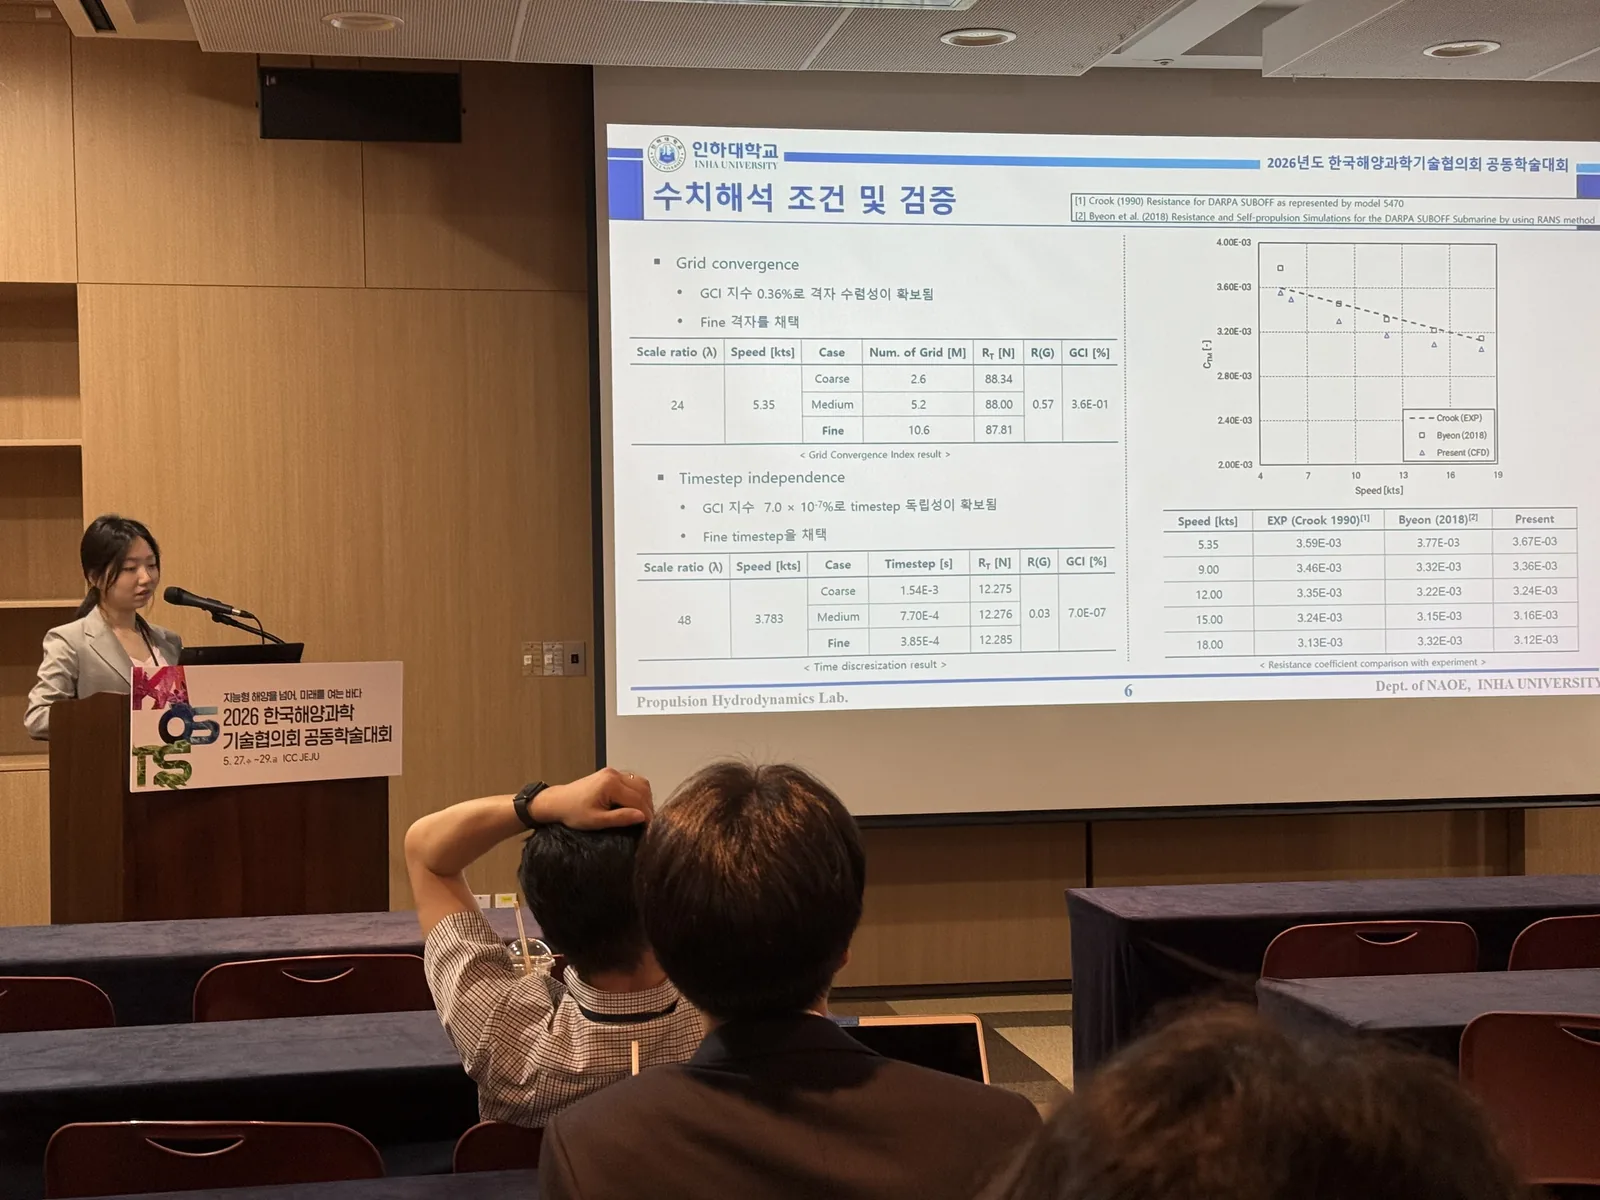 인하대학교
INHA UNIVERSITY
2026년도 한국해양과학기술협의회 공동학술대회
수치해석 조건 및 검증
[1] Crook (1990) Resistance for DARPA SUBOFF as represented by model 5470
[2] Byeon et al. (2018) Resistance and Self-propulsion Simulations for the DARPA SUBOFF Submarine by using RANS method
▪ Grid convergence
• GCI 지수 0.36%로 격자 수렴성이 확보됨
• Fine 격자를 채택
Scale ratio (λ) Speed [kts] Case Num. of Grid [M] RT [N] R(G) GCI [%]
24 5.35 Coarse 2.6 88.34 0.57 3.6E-01
Medium 5.2 88.00
Fine 10.6 87.81
< Grid Convergence Index result >
▪ Timestep independence
• GCI 지수 7.0 × 10⁻⁷%로 timestep 독립성이 확보됨
• Fine timestep을 채택
Scale ratio (λ) Speed [kts] Case Timestep [s] RT [N] R(G) GCI [%]
48 3.783 Coarse 1.54E-3 12.275 0.03 7.0E-07
Medium 7.70E-4 12.276
Fine 3.85E-4 12.285
< Time discresization result >
4.00E-03
3.60E-03
3.20E-03
2.80E-03
2.40E-03
2.00E-03
CTM [-]
4 7 10 13 16 19
Speed [kts]
Crook (EXP)
Byeon (2018)
Present (CFD)
Speed [kts] EXP (Crook 1990)[1] Byeon (2018)[2] Present
5.35 3.59E-03 3.77E-03 3.67E-03
9.00 3.46E-03 3.32E-03 3.36E-03
12.00 3.35E-03 3.22E-03 3.24E-03
15.00 3.24E-03 3.15E-03 3.16E-03
18.00 3.13E-03 3.32E-03 3.12E-03
< Resistance coefficient comparison with experiment >
Propulsion Hydrodynamics Lab.
6
Dept. of NAOE, INHA UNIVERSITY
KAOSTS
지능형 해양을 넘어, 미래를 여는 바다
2026 한국해양과학
기술협의회 공동학술대회
5. 27.수 ~29.금 ICC JEJU